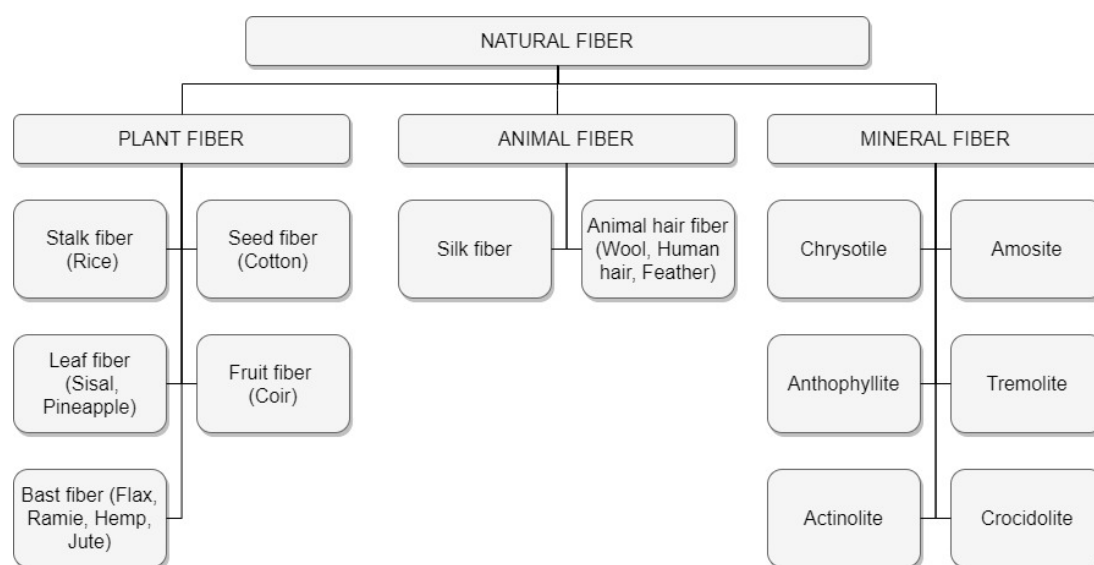 NATURAL FIBER
PLANT FIBER
ANIMAL FIBER
MINERAL FIBER
Stalk fiber
(Rice)
Seed fiber
(Cotton)
Leaf fiber
(Sisal,
Pineapple)
Fruit fiber
(Coir)
Bast fiber (Flax,
Ramie, Hemp,
Jute)
Silk fiber
Animal hair fiber
(Wool, Human
hair, Feather)
Chrysotile
Amosite
Anthophyllite
Tremolite
Actinolite
Crocidolite